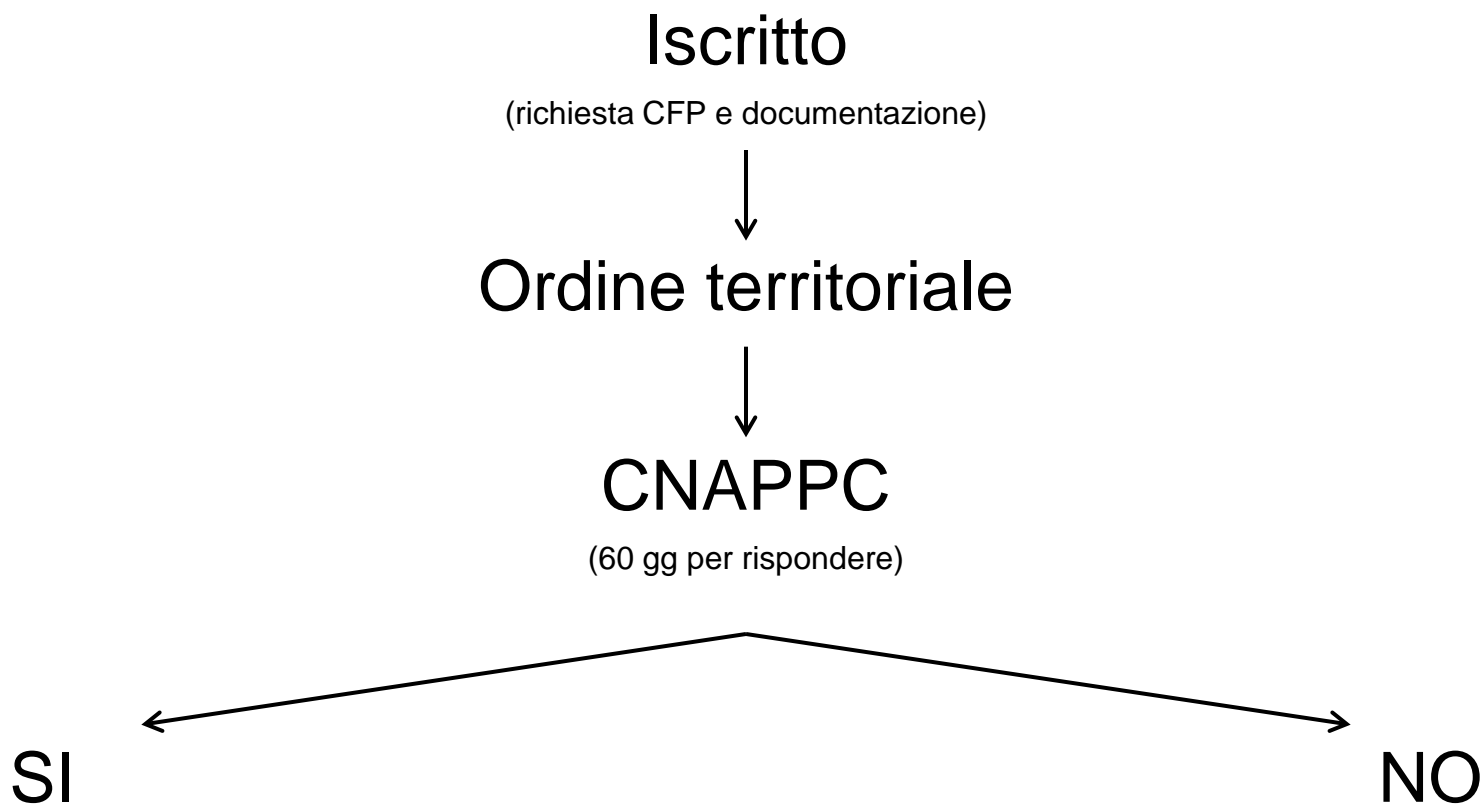 Iscritto
(richiesta CFP e documentazione)
Ordine territoriale
CNAPPC
(60 gg per rispondere)
SI
NO